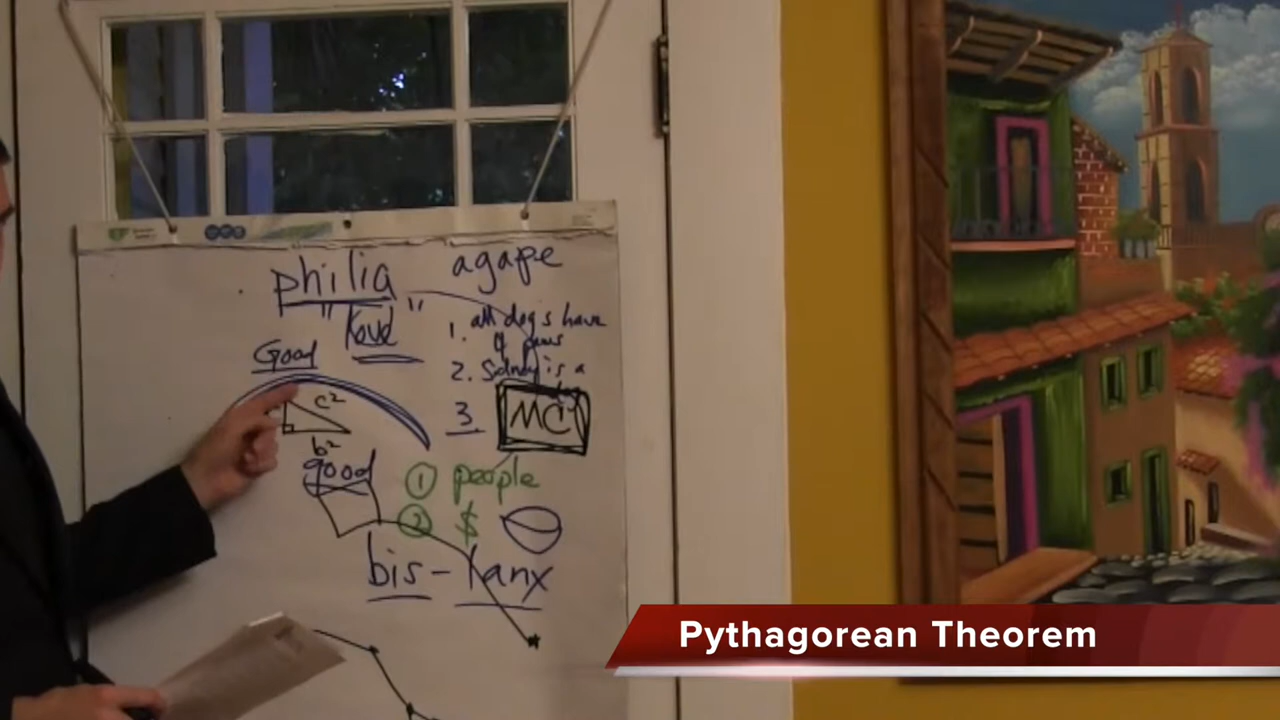 philia agape
"love"
1. all dogs have
4 paws
Good
2. Sidney is a
dog
c²
3. MC
b²
good
① people
② $
bis - lanx
Pythagorean Theorem